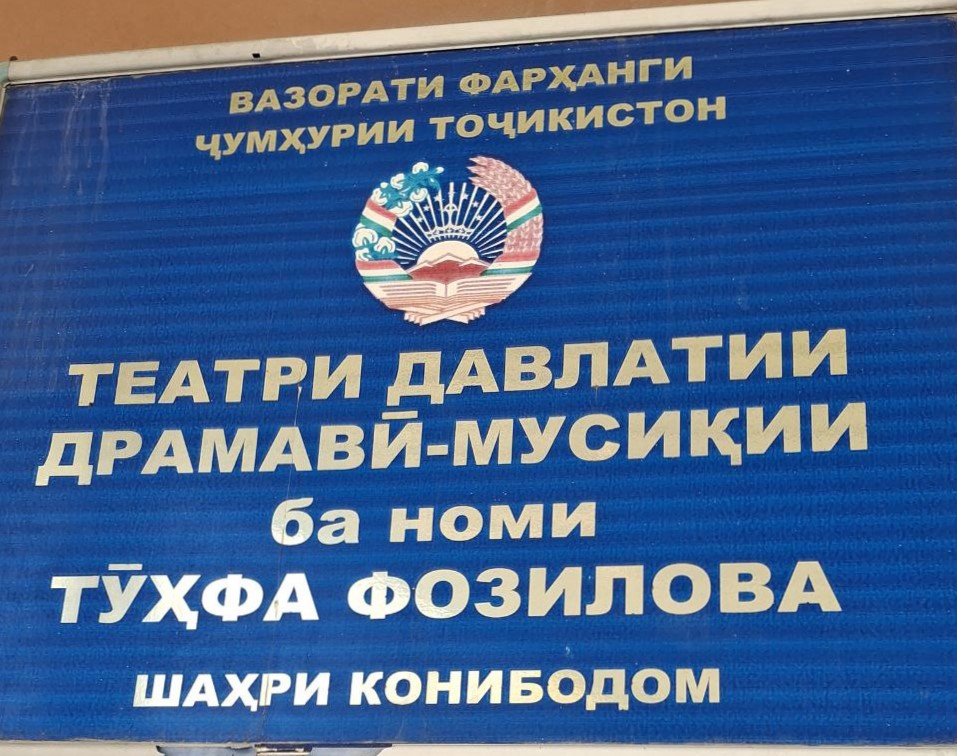 ВАЗОРАТИ ФАРҲАНГИ
ҶУМҲУРИИ ТОҶИКИСТОН
ТЕАТРИ ДАВЛАТИИ
ДРАМАВӢ-МУСИҚИИ
ба номи
ТӮҲФА ФОЗИЛОВА
ШАҲРИ КОНИБОДОМ